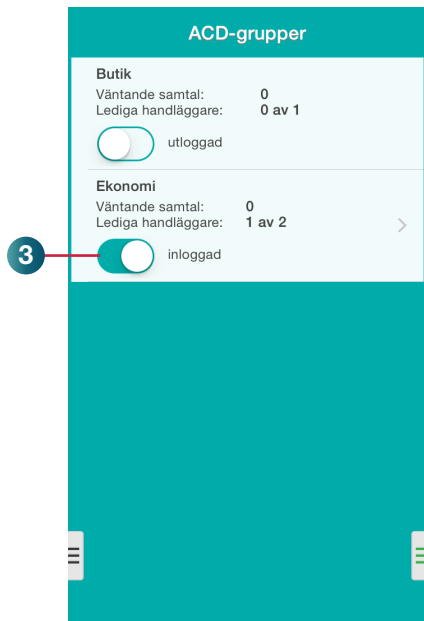 ACD-grupper
Butik
Väntande samtal: 0
Lediga handläggare: 0 av 1
utloggad
Ekonomi
Väntande samtal: 0
Lediga handläggare: 1 av 2
3 inloggad